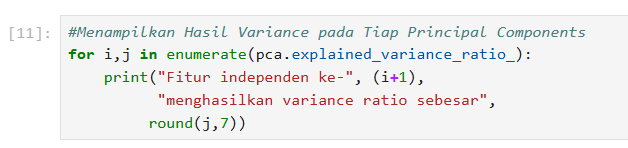 [11]: #Menampilkan Hasil Variance pada Tiap Principal Components
for i,j in enumerate(pca.explained_variance_ratio_):
    print("Fitur independen ke-", (i+1),
          "menghasilkan variance ratio sebesar",
         round(j,7))